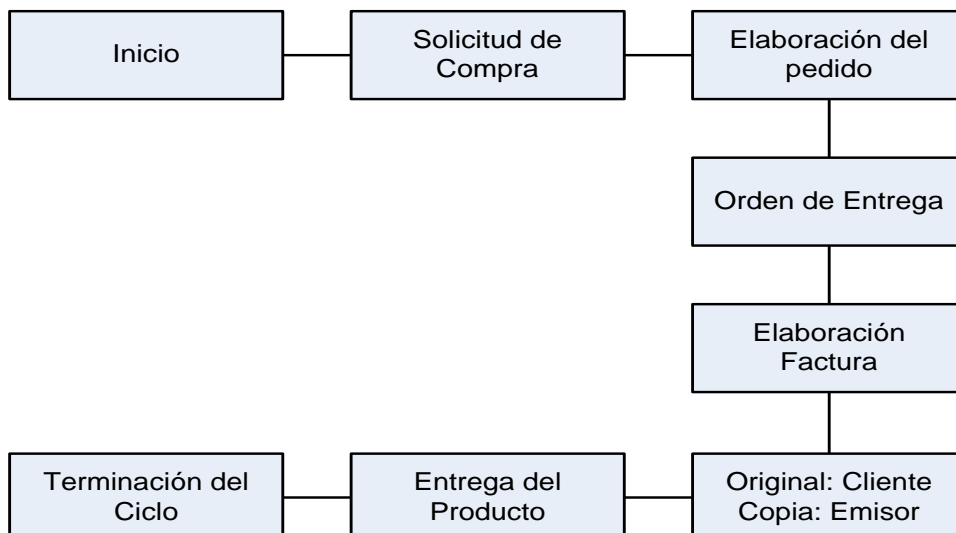 Inicio
Solicitud de
Compra
Elaboración del
pedido
Orden de Entrega
Elaboración
Factura
Original: Cliente
Copia: Emisor
Entrega del
Producto
Terminación del
Ciclo